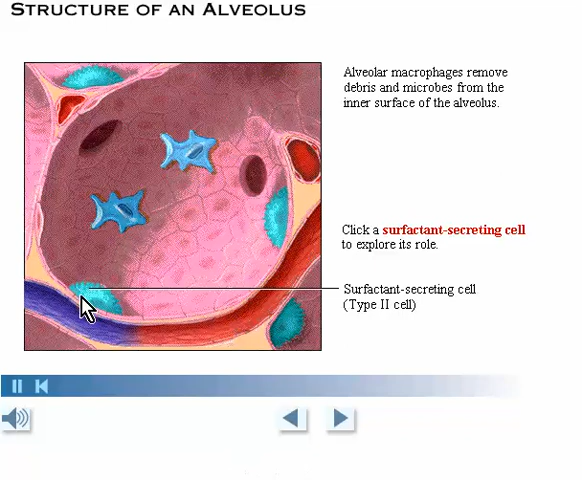 STRUCTURE OF AN ALVEOLUS
Alveolar macrophages remove
debris and microbes from the
inner surface of the alveolus.
Click a surfactant-secreting cell
to explore its role.
Surfactant-secreting cell
(Type II cell)